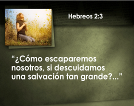 Hebreos 2:3
“¿Cómo escaparemos
nosotros, si descuidamos
una salvación tan grande?...”